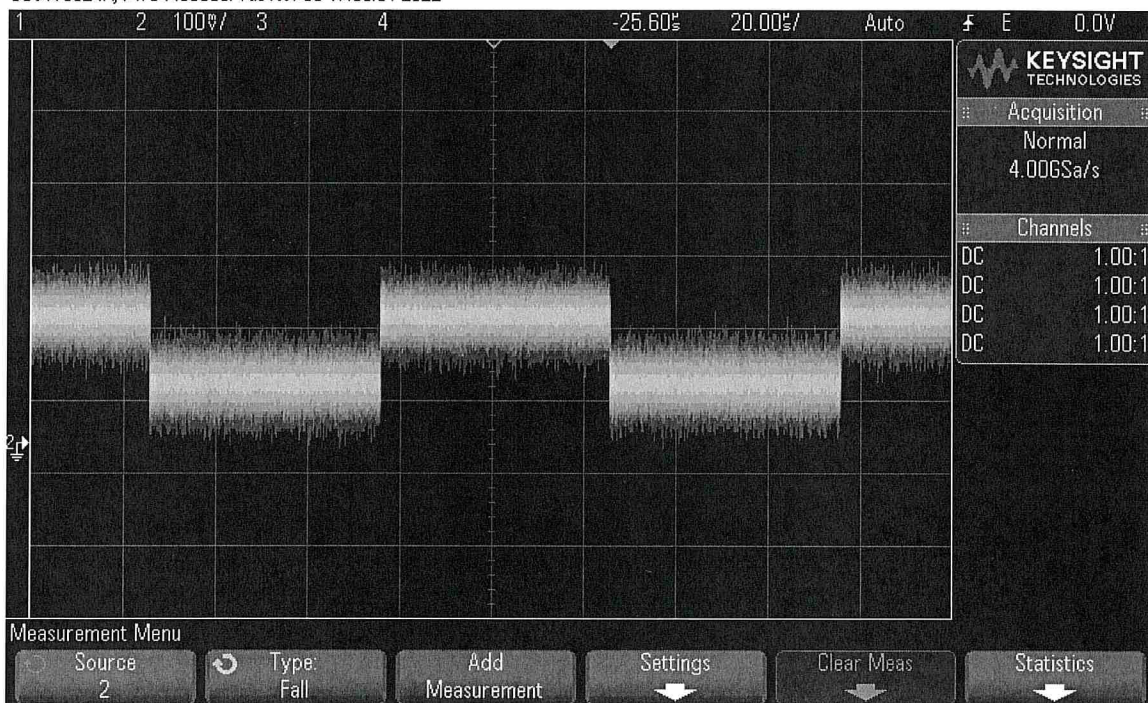 1 2 100mV/ 3 4 -25.60µs 20.00µs/ Auto E 0.0V
KEYSIGHT
TECHNOLOGIES
Acquisition
Normal
4.00GSa/s
Channels
DC 1.00:1
DC 1.00:1
DC 1.00:1
DC 1.00:1
2
Measurement Menu
Source
2
Type:
Fall
Add
Measurement
Settings
Clear Meas
Statistics